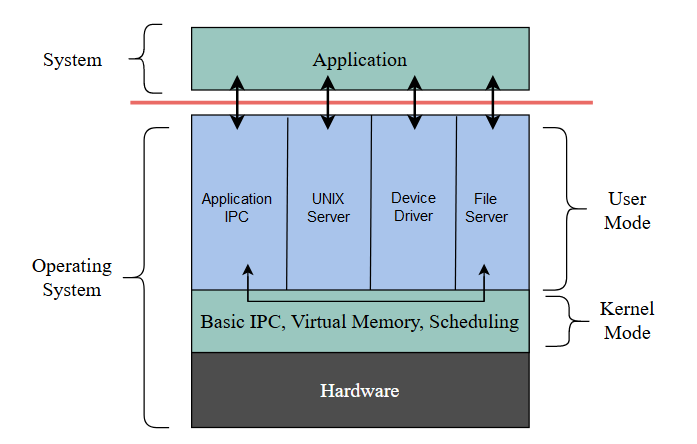 System
Application
Application
IPC
UNIX
Server
Device
Driver
File
Server
User
Mode
Operating
System
Basic IPC, Virtual Memory, Scheduling
Kernel
Mode
Hardware